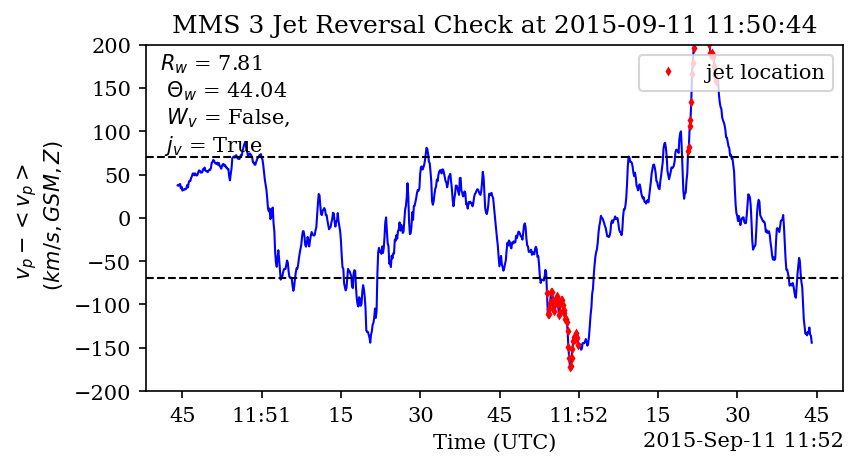 MMS 3 Jet Reversal Check at 2015-09-11 11:50:44
R_w = 7.81
Θ_w = 44.04
W_v = False,
j_v = True
jet location
200
150
100
50
0
−50
−100
−150
−200
v_p − <v_p>
(km/s, GSM, Z)
45 11:51 15 30 45 11:52 15 30 45
Time (UTC)
2015-Sep-11 11:52